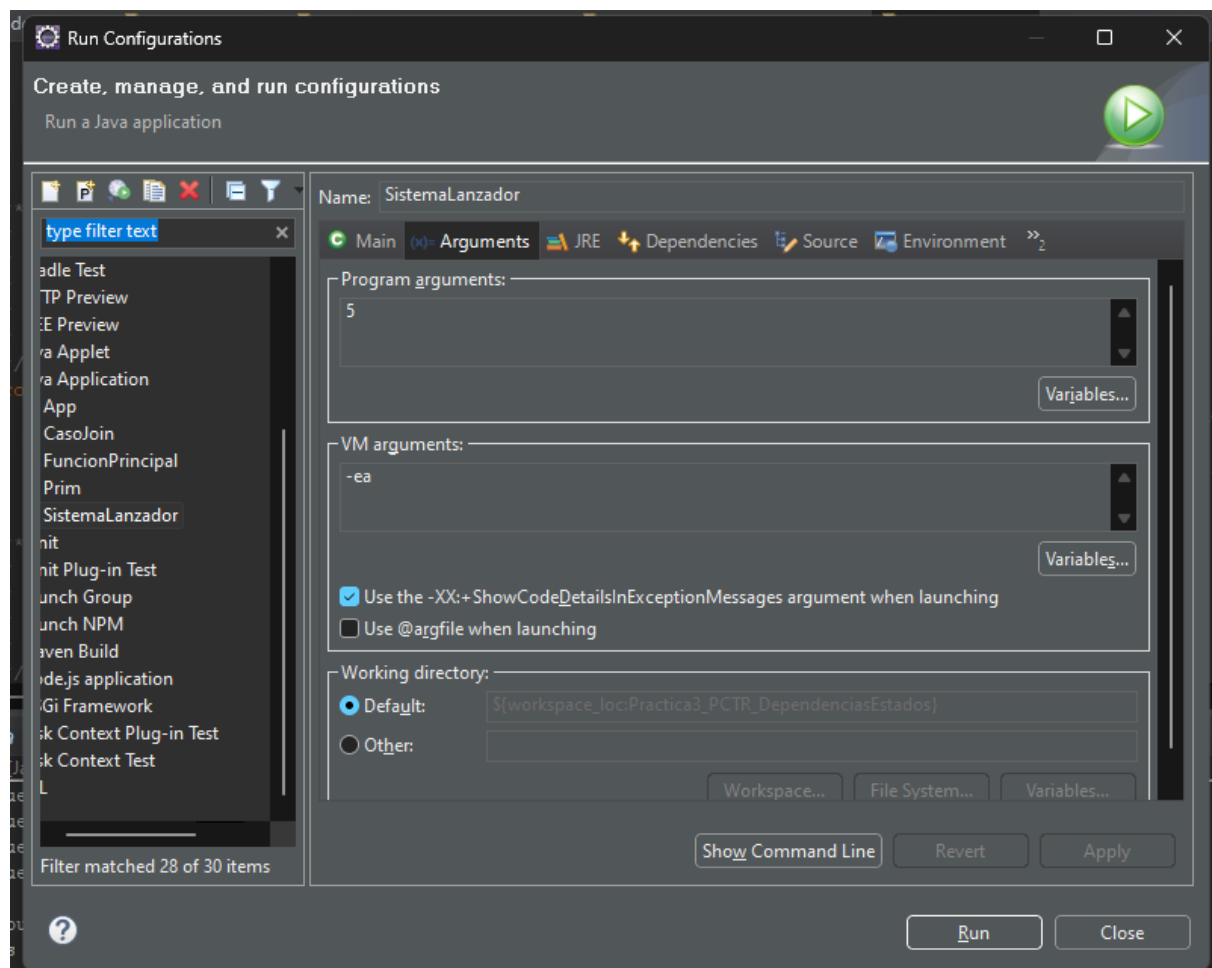 Run Configurations
Create, manage, and run configurations
Run a Java application
Name: SistemaLanzador
type filter text
Main (x)= Arguments JRE Dependencies Source Environment »2
adle Test
TP Preview
EE Preview
va Applet
va Application
App
CasoJoin
FuncionPrincipal
Prim
SistemaLanzador
nit
nit Plug-in Test
unch Group
unch NPM
aven Build
de.js application
Gi Framework
sk Context Plug-in Test
sk Context Test
L
Filter matched 28 of 30 items
Program arguments:
5
Variables...
VM arguments:
-ea
Variables...
Use the -XX:+ShowCodeDetailsInExceptionMessages argument when launching
Use @argfile when launching
Working directory:
Default: ${workspace_loc:Practica3_PCTR_DependenciasEstados}
Other:
Workspace... File System... Variables...
Show Command Line Revert Apply
Run Close